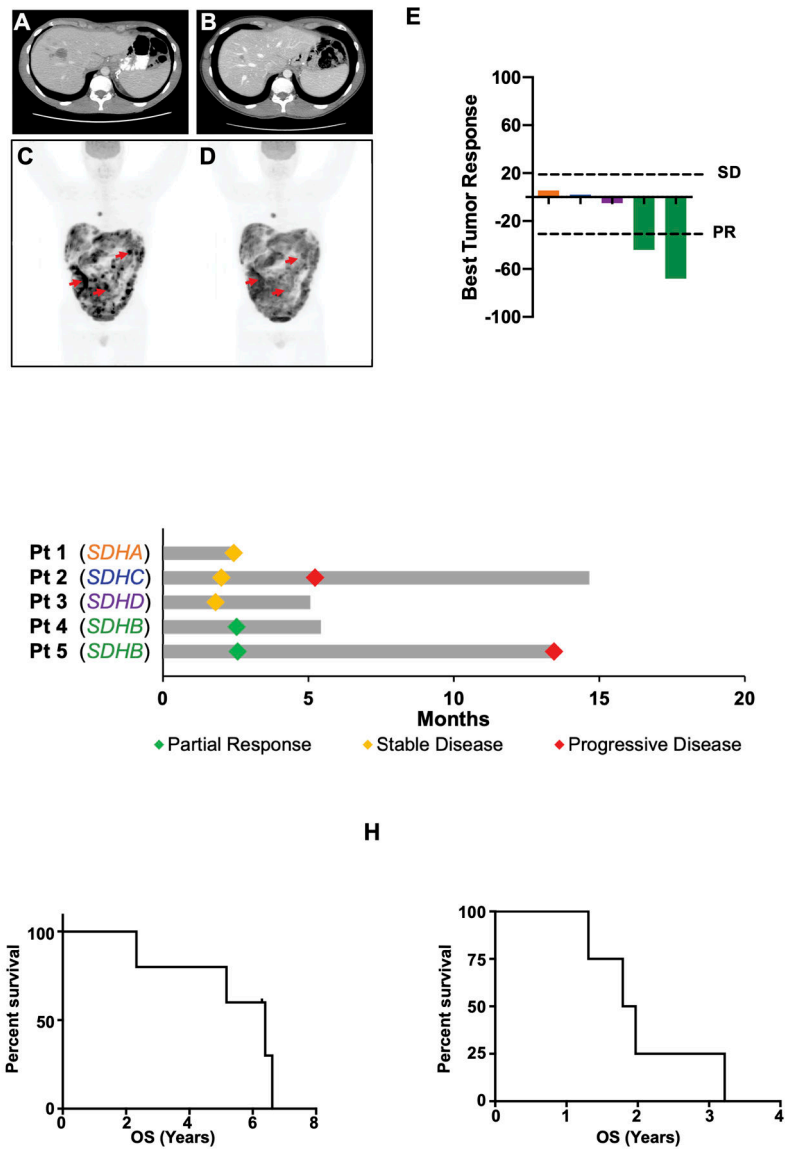 A
B
C
D
E
Best Tumor Response
100
60
20
-20
-60
-100
SD
PR
Pt 1 (SDHA)
Pt 2 (SDHC)
Pt 3 (SDHD)
Pt 4 (SDHB)
Pt 5 (SDHB)
0 5 10 15 20
Months
Partial Response Stable Disease Progressive Disease
Percent survival
100
50
0
0 2 4 6 8
OS (Years)
H
Percent survival
100
75
50
25
0
0 1 2 3 4
OS (Years)